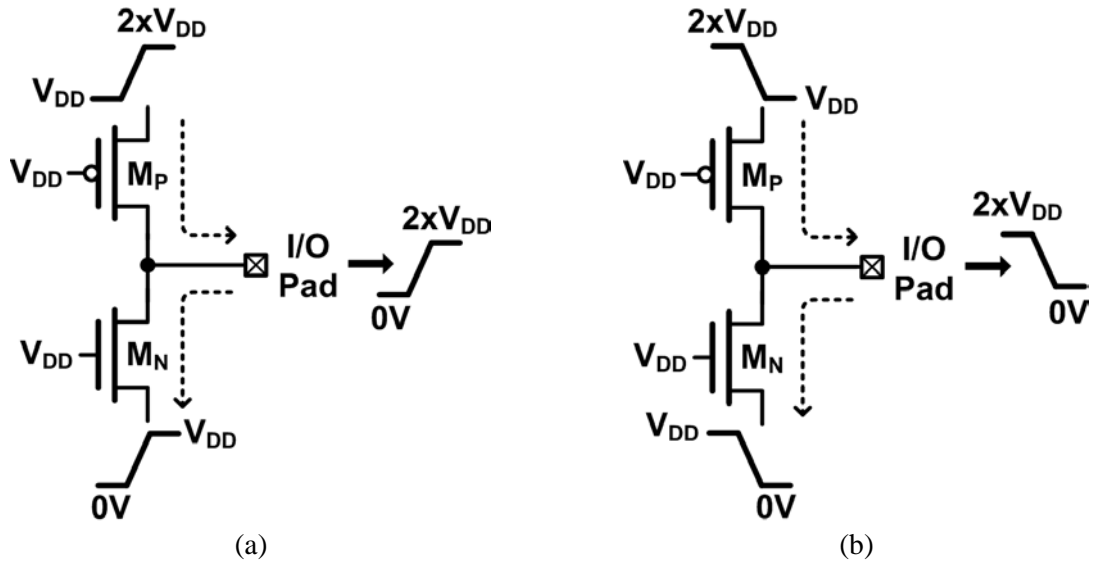 2xVDD
VDD
VDD
MP
2xVDD
I/O
Pad
0V
VDD
MN
VDD
0V
(a)
2xVDD
VDD
VDD
MP
2xVDD
I/O
Pad
0V
VDD
MN
VDD
0V
(b)